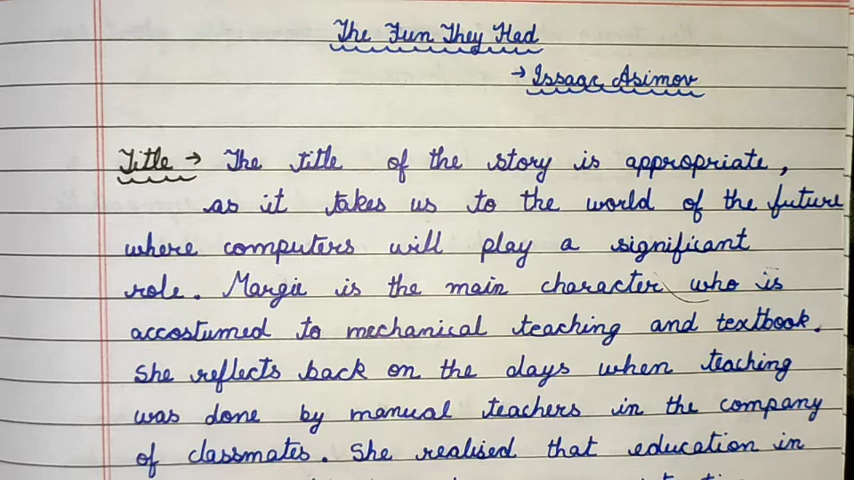 The Fun They Had
→ Issaac Asimov
Title → The title of the story is appropriate,
as it takes us to the world of the future
where computers will play a significant
role. Margie is the main character who is
accostumed to mechanical teaching and textbook.
She reflects back on the days when teaching
was done by manual teachers in the company
of classmates. She realised that education in